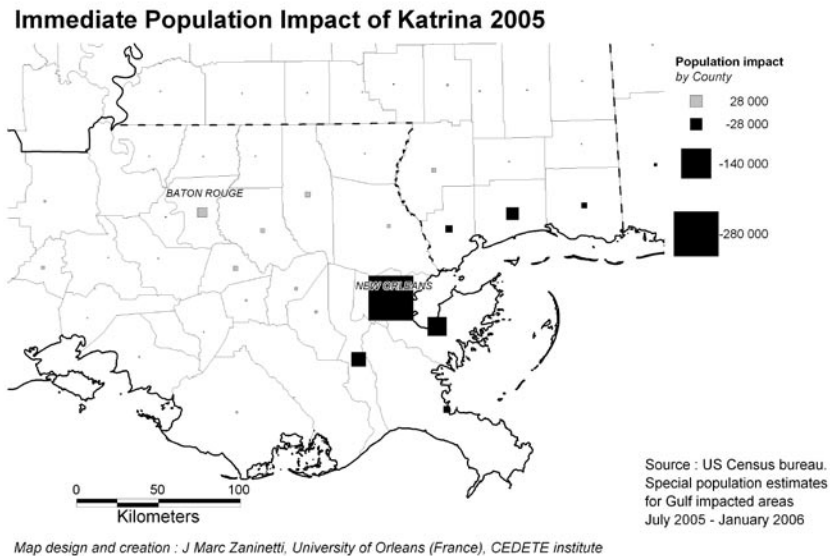 Immediate Population Impact of Katrina 2005
Population impact
by County
28 000
-28 000
-140 000
-280 000
BATON ROUGE
NEW ORLEANS
0 50 100
Kilometers
Source : US Census bureau.
Special population estimates
for Gulf impacted areas
July 2005 - January 2006
Map design and creation : J Marc Zaninetti, University of Orleans (France), CEDETE institute